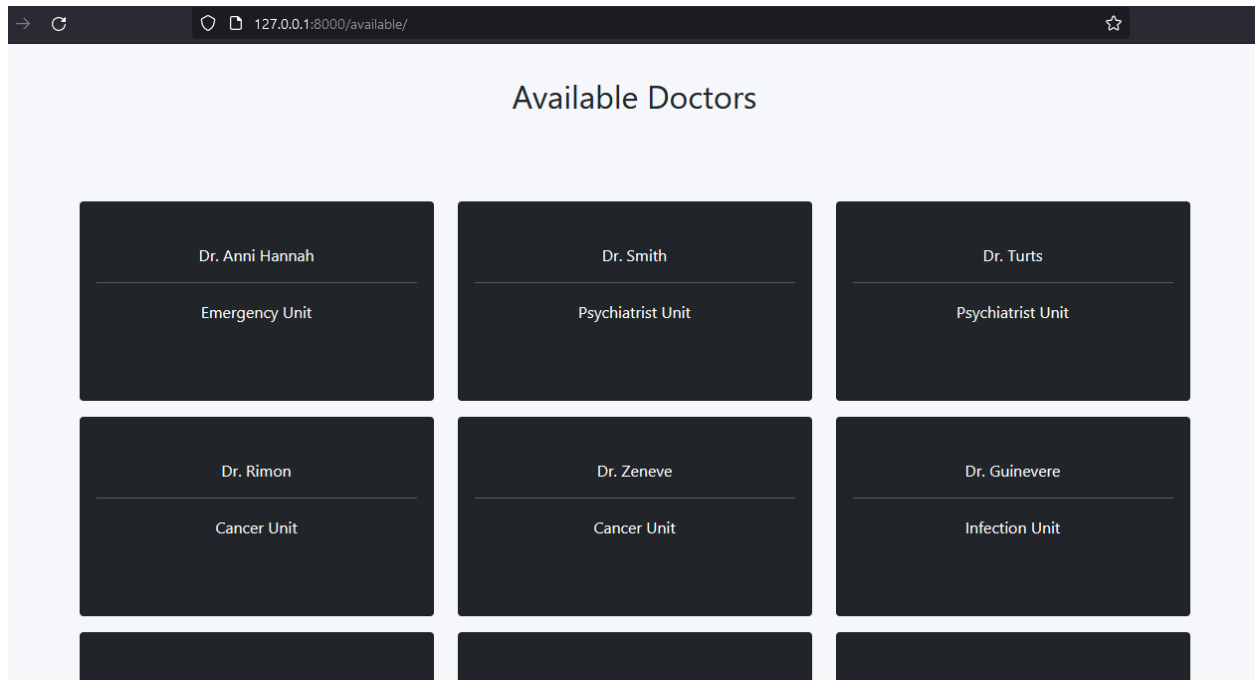 127.0.0.1:8000/available/
Available Doctors
Dr. Anni Hannah
Emergency Unit
Dr. Smith
Psychiatrist Unit
Dr. Turts
Psychiatrist Unit
Dr. Rimon
Cancer Unit
Dr. Zeneve
Cancer Unit
Dr. Guinevere
Infection Unit